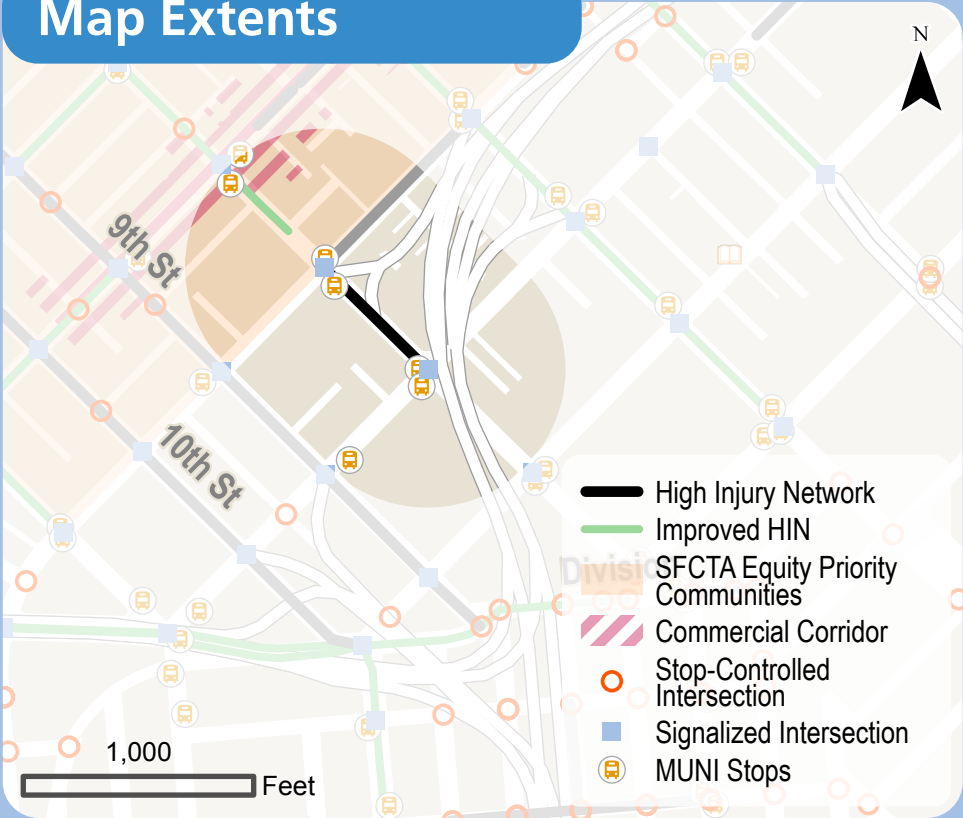 Map Extents
N
9th St
10th St
High Injury Network
Improved HIN
SFCTA Equity Priority
Communities
Commercial Corridor
Stop-Controlled
Intersection
Signalized Intersection
MUNI Stops
1,000
Feet